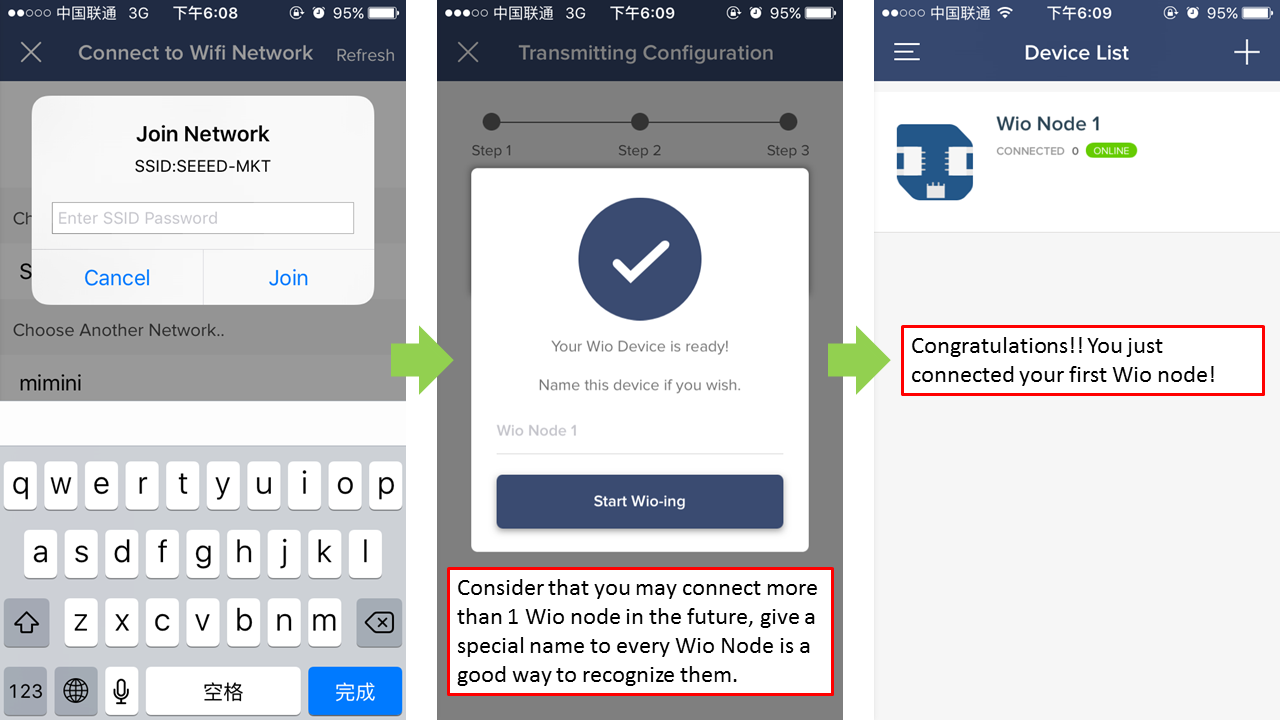 中国联通 3G 下午6:08 95%
Connect to Wifi Network Refresh
Join Network
SSID:SEEED-MKT
Enter SSID Password
Cancel Join
Choose Another Network..
mimini
q w e r t y u i o p
a s d f g h j k l
z x c v b n m
123 空格 完成
中国联通 3G 下午6:09 95%
Transmitting Configuration
Step 1 Step 2 Step 3
Your Wio Device is ready!
Name this device if you wish.
Wio Node 1
Start Wio-ing
Consider that you may connect more
than 1 Wio node in the future, give a
special name to every Wio Node is a
good way to recognize them.
中国联通 下午6:09 95%
Device List
Wio Node 1
CONNECTED 0 ONLINE
Congratulations!! You just
connected your first Wio node!